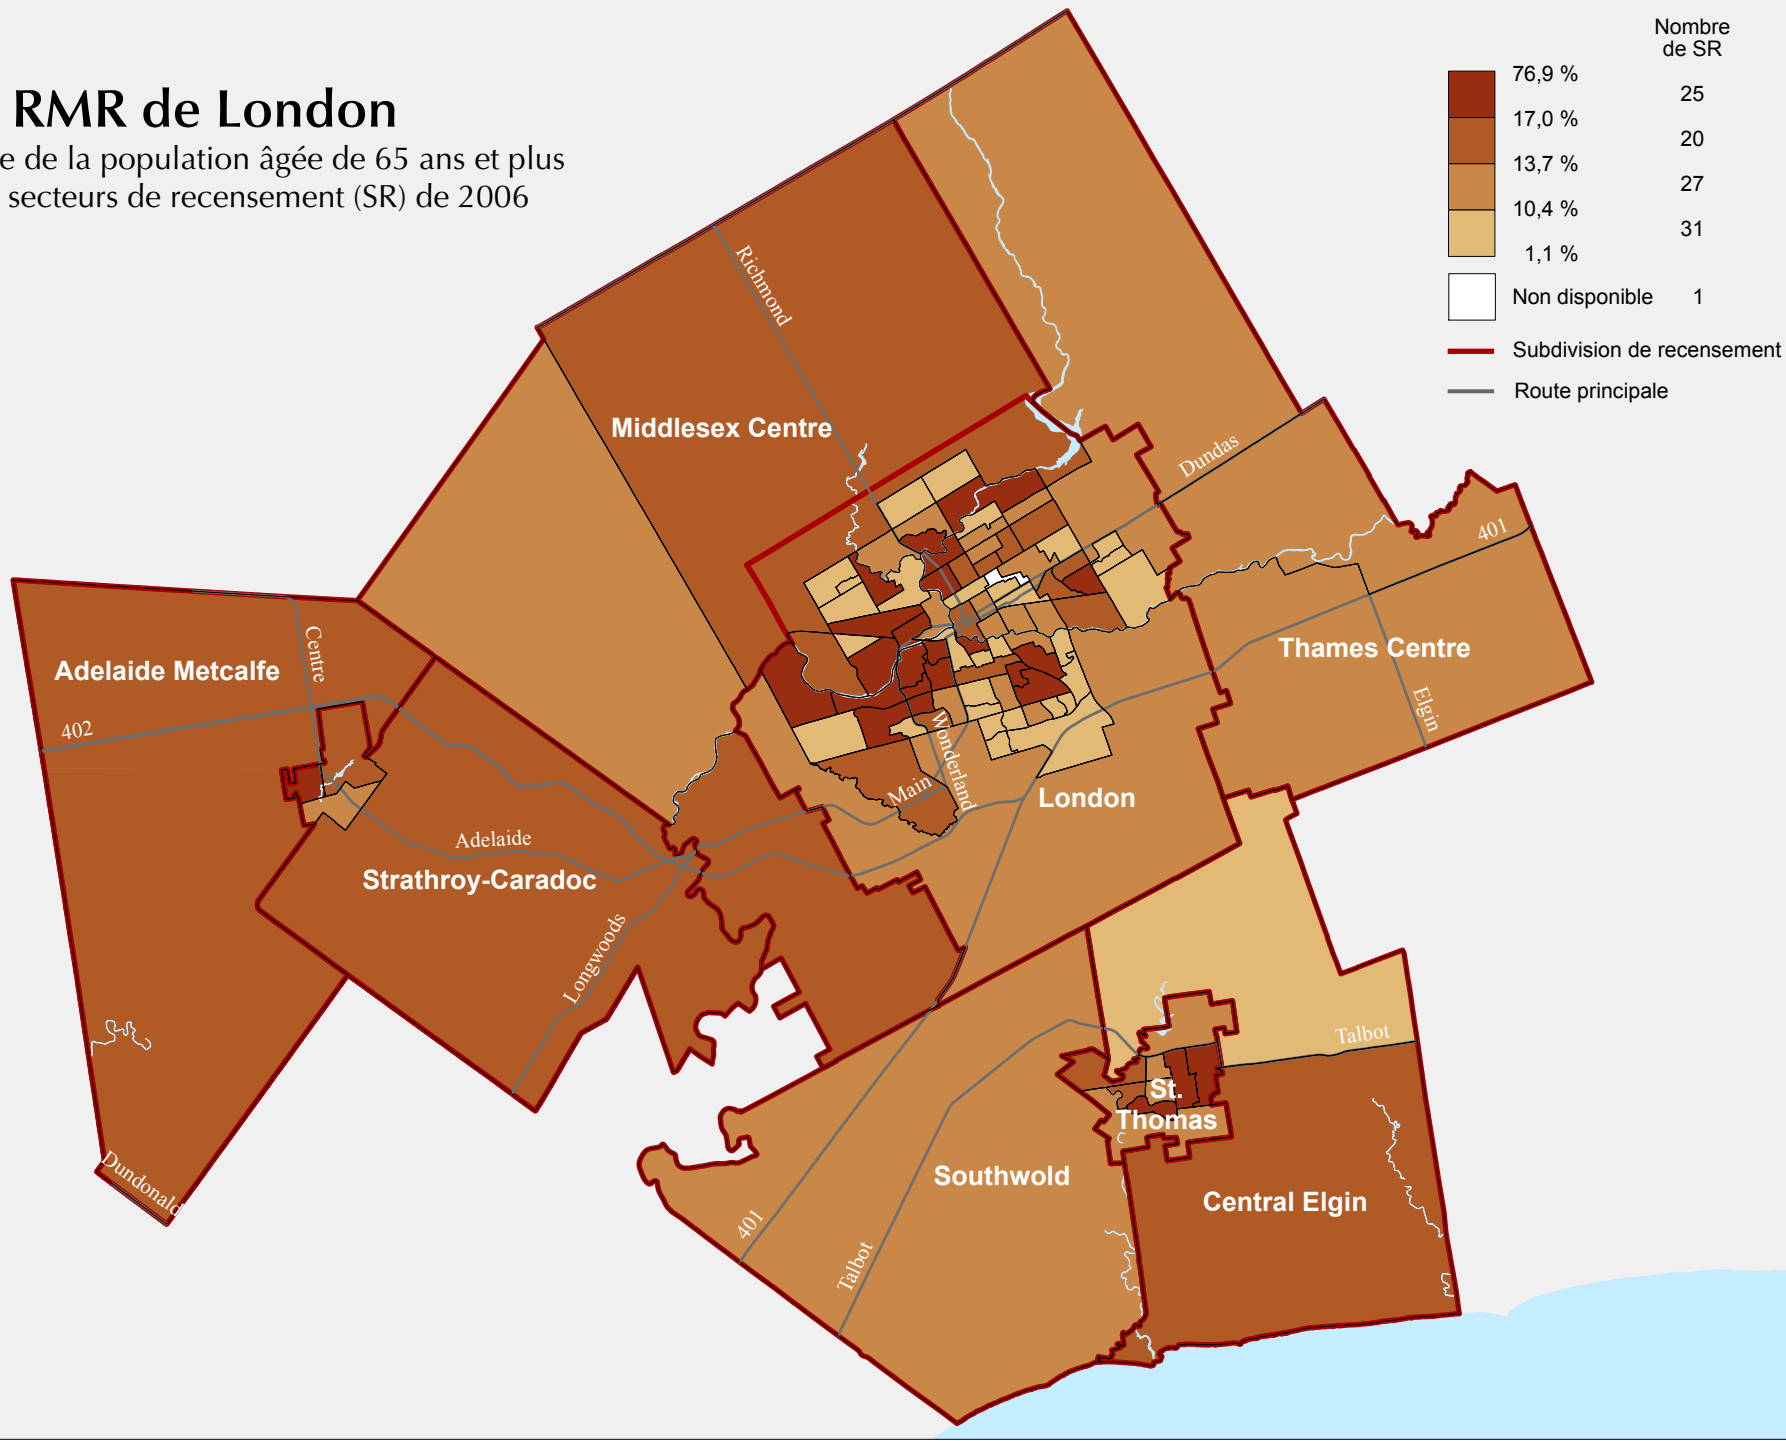 RMR de London
e de la population âgée de 65 ans et plus
secteurs de recensement (SR) de 2006
Nombre
de SR
76,9 %
25
17,0 %
20
13,7 %
27
10,4 %
31
1,1 %
Non disponible 1
Subdivision de recensement
Route principale
Richmond
Middlesex Centre
Dundas
401
Thames Centre
Elgin
Adelaide Metcalfe
Centre
402
Wonderland
Main
London
Adelaide
Strathroy-Caradoc
Longwoods
Talbot
St.
Thomas
Dundonald
Southwold
Central Elgin
401
Talbot